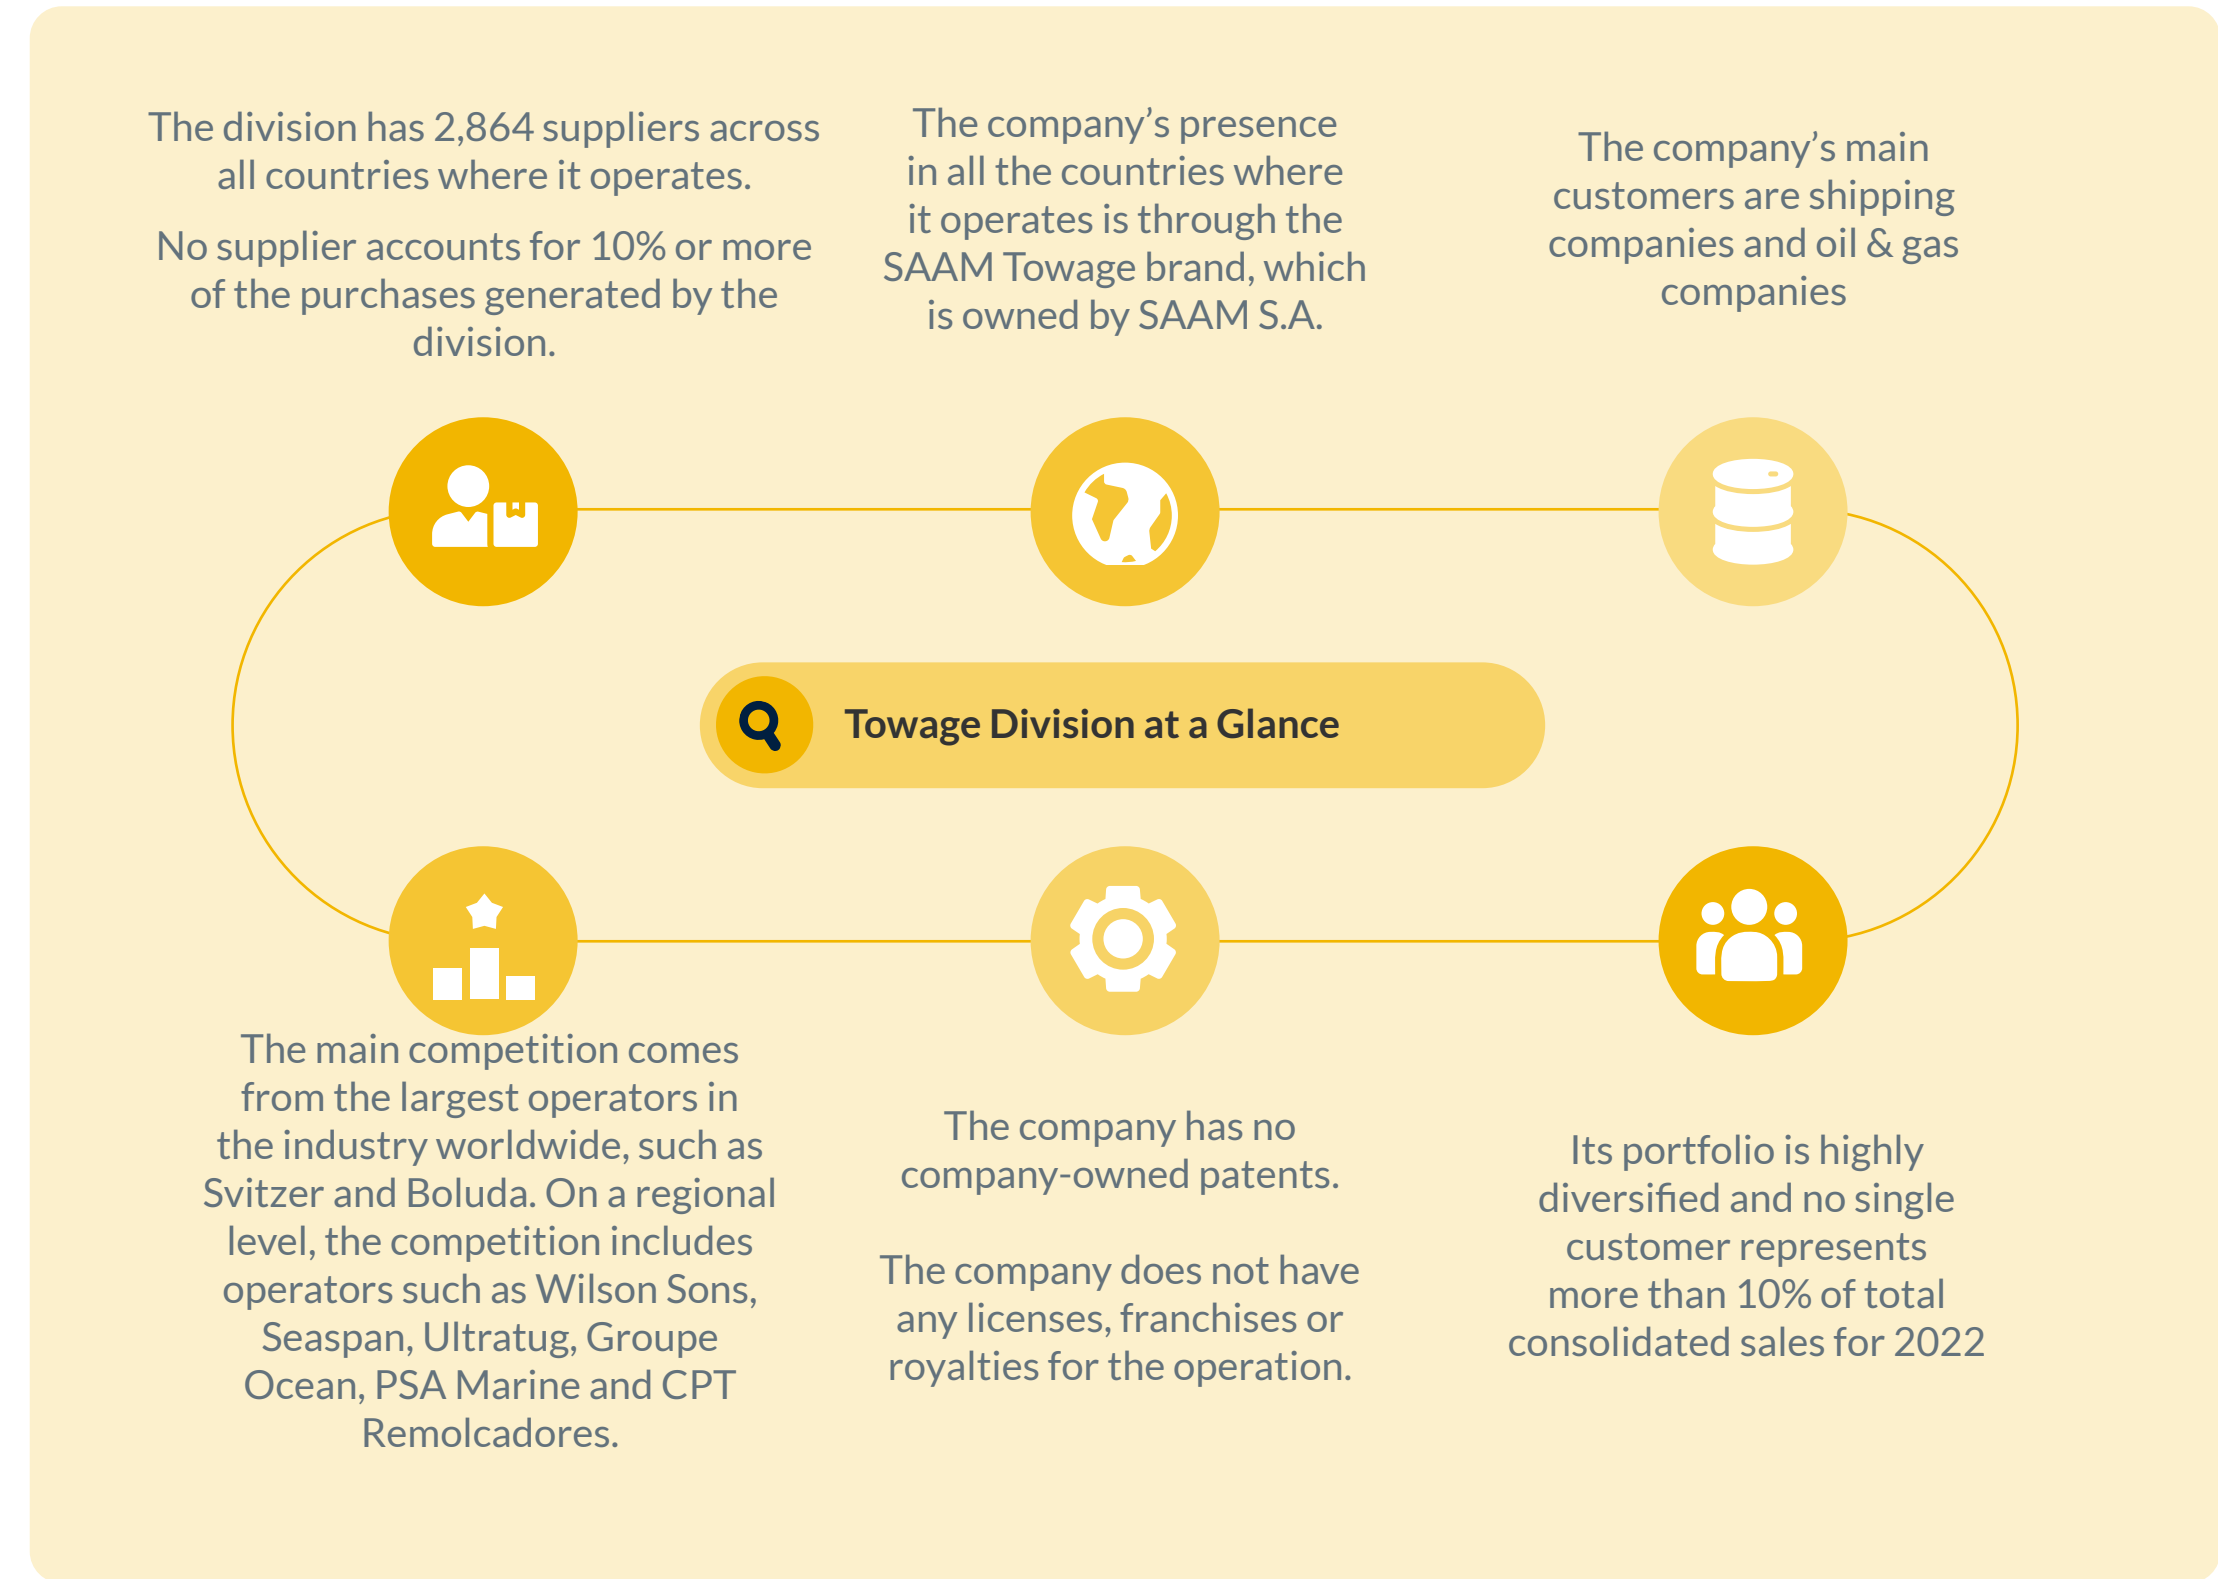 The division has 2,864 suppliers across
all countries where it operates.
No supplier accounts for 10% or more
of the purchases generated by the
division.
The company’s presence
in all the countries where
it operates is through the
SAAM Towage brand, which
is owned by SAAM S.A.
The company’s main
customers are shipping
companies and oil & gas
companies
Towage Division at a Glance
The main competition comes
from the largest operators in
the industry worldwide, such as
Svitzer and Boluda. On a regional
level, the competition includes
operators such as Wilson Sons,
Seaspan, Ultratug, Groupe
Ocean, PSA Marine and CPT
Remolcadores.
The company has no
company-owned patents.
The company does not have
any licenses, franchises or
royalties for the operation.
Its portfolio is highly
diversified and no single
customer represents
more than 10% of total
consolidated sales for 2022